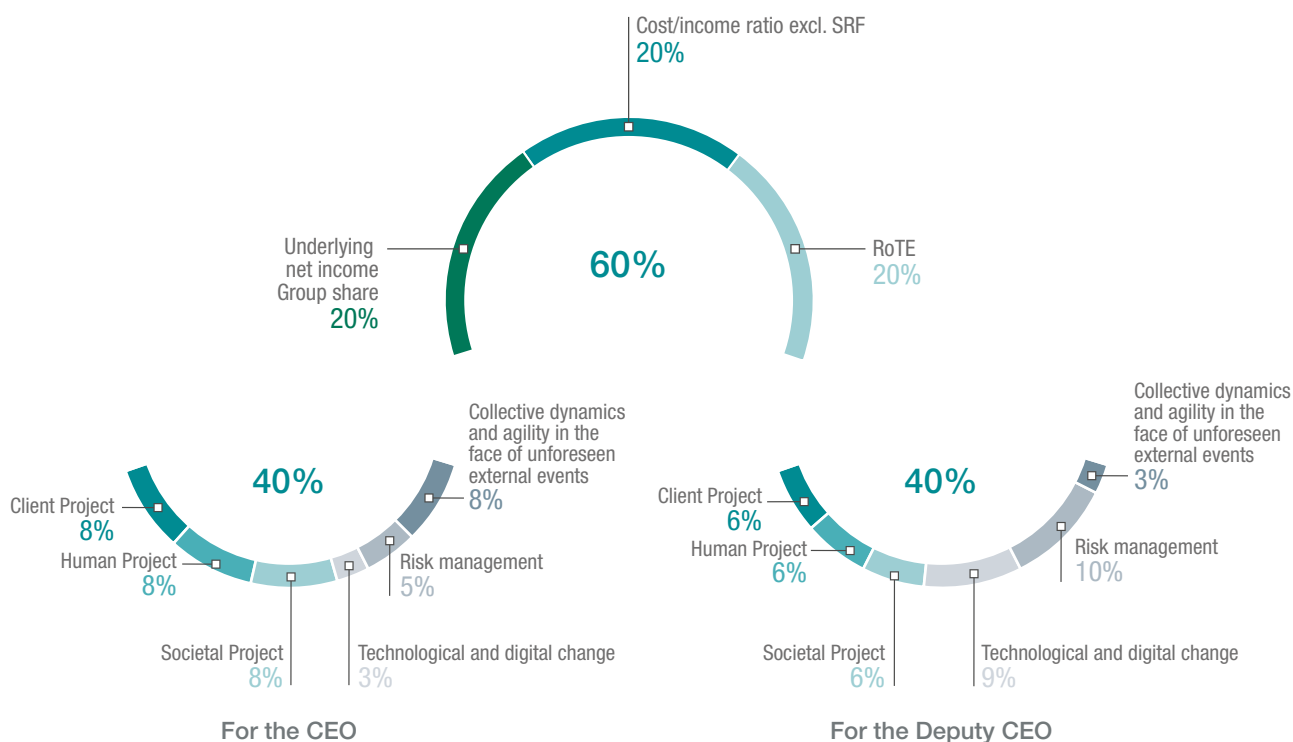 Cost/income ratio excl. SRF
20%
Underlying
net income
Group share
20%
60%
RoTE
20%
40%
Client Project
8%
Human Project
8%
Societal Project
8%
Technological and digital change
3%
Risk management
5%
Collective dynamics
and agility in the
face of unforeseen
external events
8%
For the CEO
40%
Client Project
6%
Human Project
6%
Societal Project
6%
Technological and digital change
9%
Risk management
10%
Collective dynamics
and agility in the
face of unforeseen
external events
3%
For the Deputy CEO